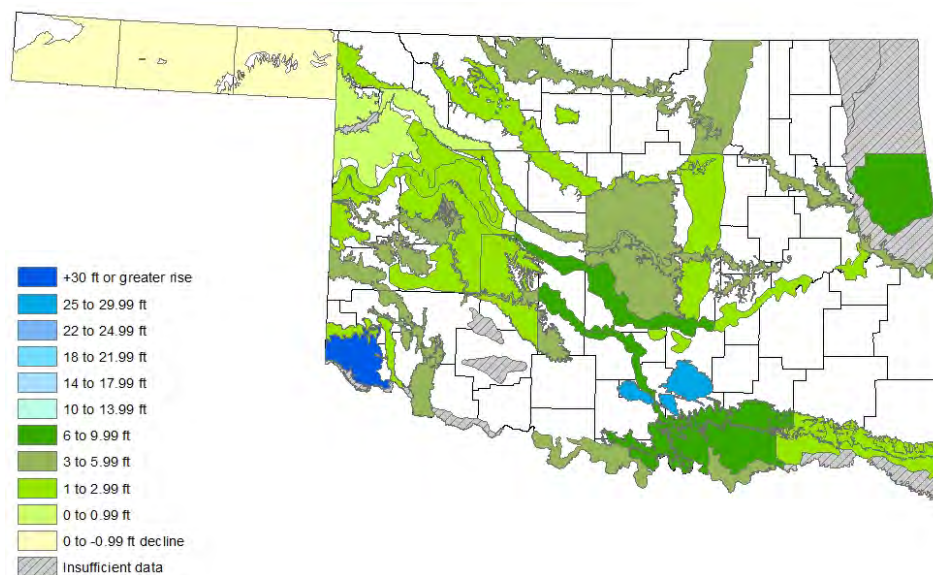 +30 ft or greater rise
25 to 29.99 ft
22 to 24.99 ft
18 to 21.99 ft
14 to 17.99 ft
10 to 13.99 ft
6 to 9.99 ft
3 to 5.99 ft
1 to 2.99 ft
0 to 0.99 ft
0 to -0.99 ft decline
Insufficient data